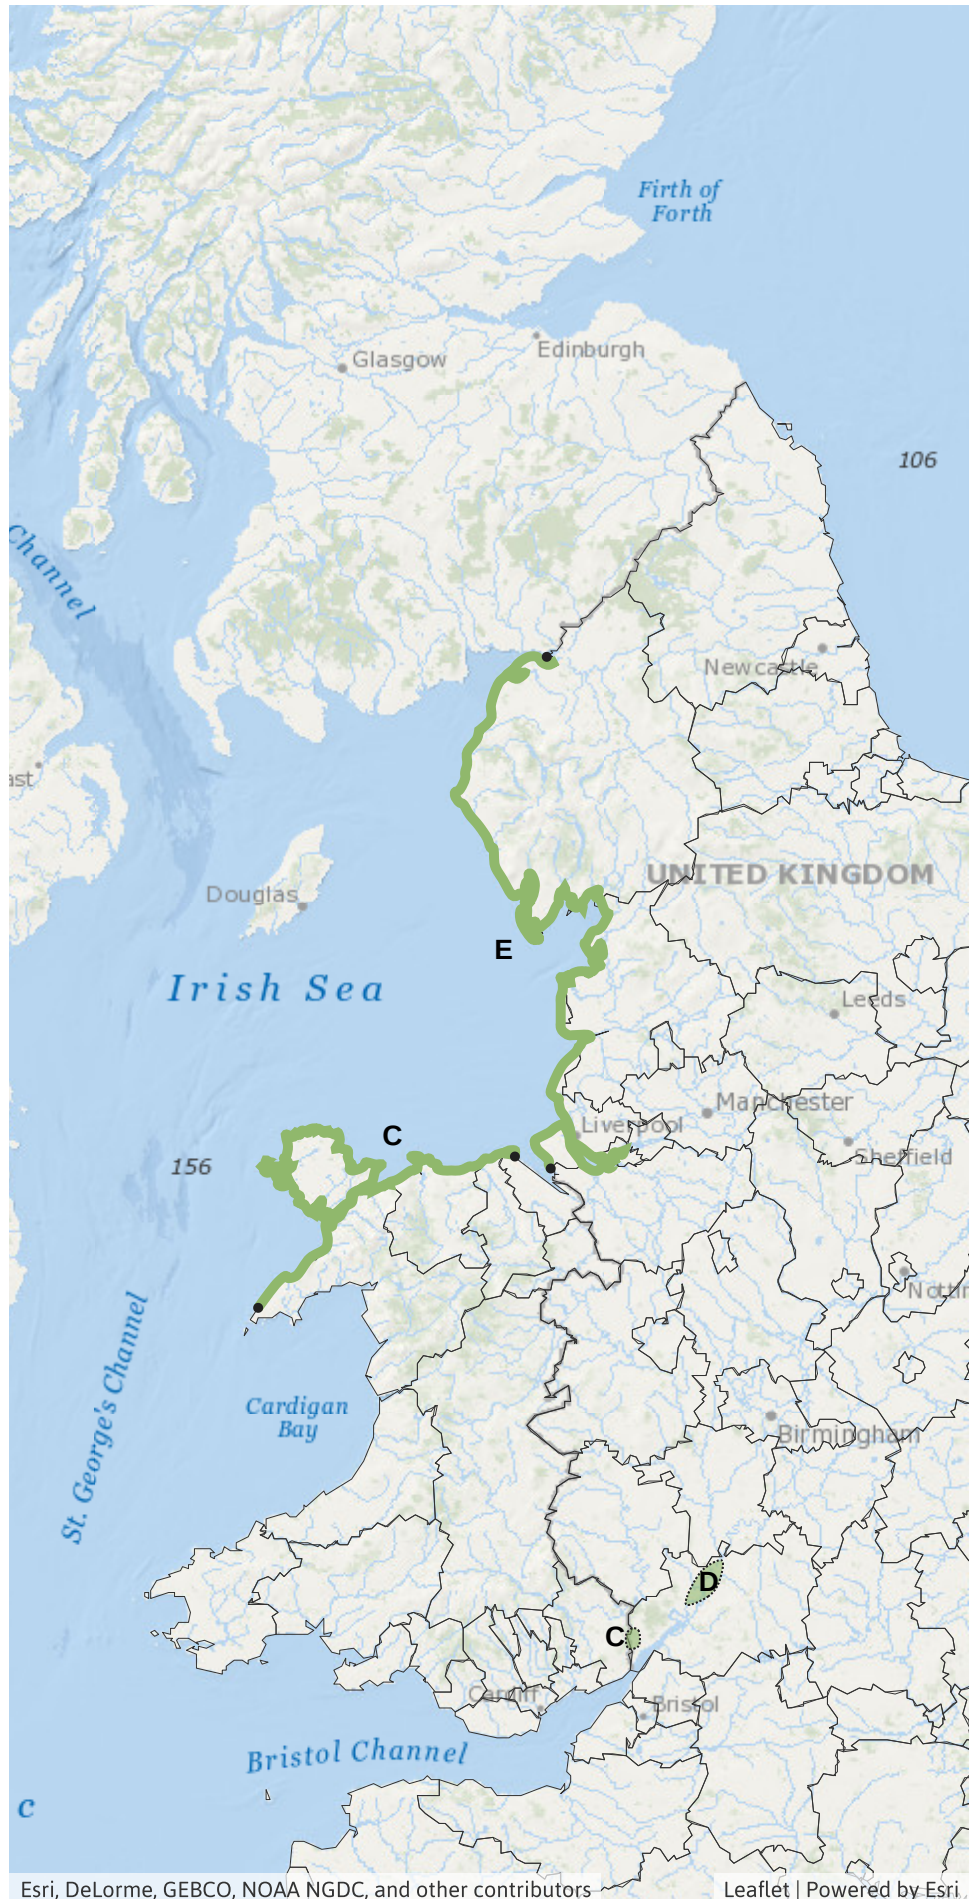 Firth of
Forth
Edinburgh
Glasgow
106
Channel
Newcastle
ast
UNITED KINGDOM
Douglas
E
Irish Sea
Leeds
Manchester
Liverpool
C
Sheffield
156
Nottin
St. George's Channel
Cardigan
Bay
Birmingham
D
C
Cardiff
Bristol
Bristol Channel
c
Esri, DeLorme, GEBCO, NOAA NGDC, and other contributors
Leaflet | Powered by Esri